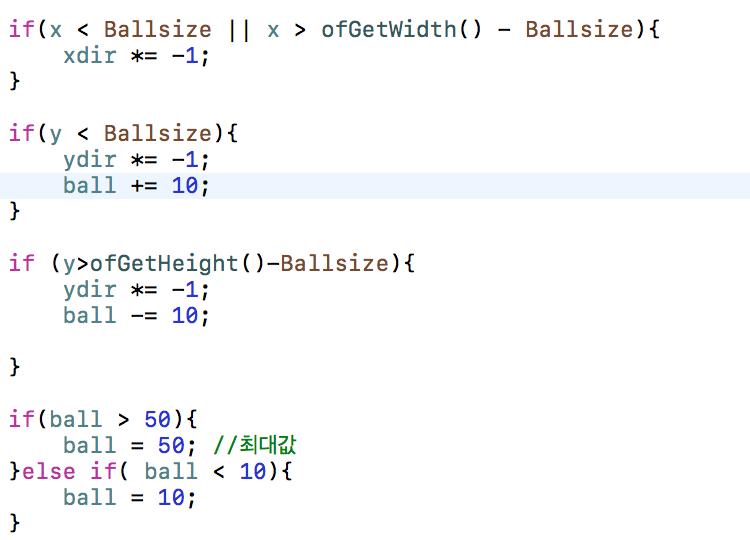 if(x < Ballsize || x > ofGetWidth() - Ballsize){
    xdir *= -1;
}
if(y < Ballsize){
    ydir *= -1;
    ball += 10;
}
if (y>ofGetHeight()-Ballsize){
    ydir *= -1;
    ball -= 10;
}
if(ball > 50){
    ball = 50; //최대값
}else if( ball < 10){
    ball = 10;
}